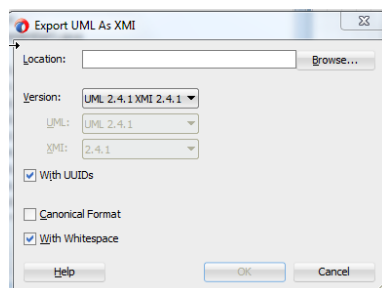 Export UML As XMI
Location:
Browse...
Version: UML 2.4.1 XMI 2.4.1
UML: UML 2.4.1
XMI: 2.4.1
With UUIDs
Canonical Format
With Whitespace
Help OK Cancel